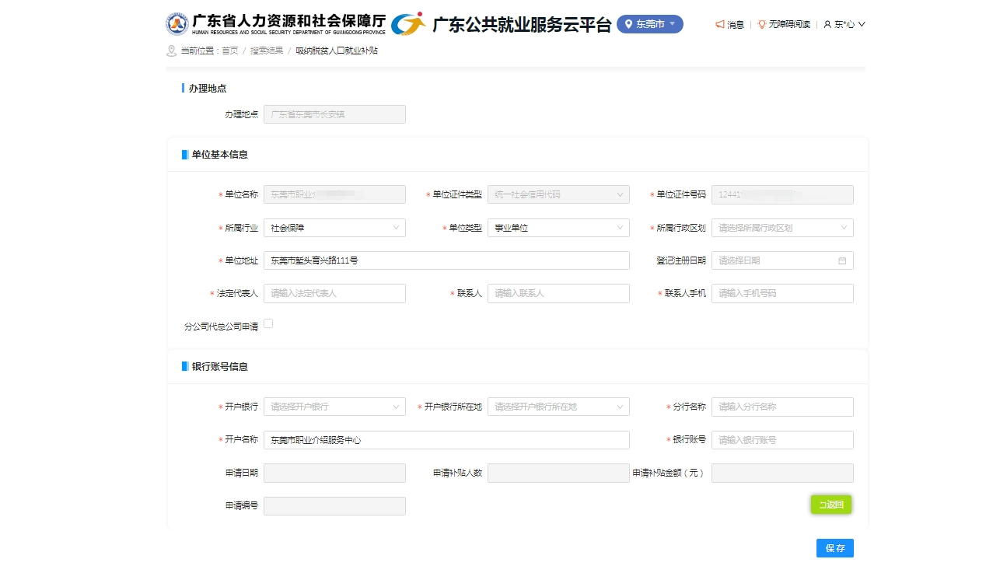 广东省人力资源和社会保障厅
HUMAN RESOURCES AND SOCIAL SECURITY DEPARTMENT OF GUANGDONG PROVINCE
广东公共就业服务云平台
东莞市
消息 | 无障碍阅读 | 东*心
当前位置：首页 / 搜索结果 / 吸纳脱贫人口就业补贴
办理地点
办理地点 广东省东莞市长安镇
单位基本信息
* 单位名称 东莞市职业
* 单位证件类型 统一社会信用代码
* 单位证件号码 12441
* 所属行业 社会保障
* 单位类型 事业单位
* 所属行政区划 请选择所属行政区划
* 单位地址 东莞市堑头育兴路111号
登记注册日期 请选择日期
* 法定代表人 请输入法定代表人
* 联系人 请输入联系人
* 联系人手机 请输入手机号码
分公司代总公司申请
银行账号信息
* 开户银行 请选择开户银行
* 开户银行所在地 请选择开户银行所在地
* 分行名称 请输入分行名称
* 开户名称 东莞市职业介绍服务中心
* 银行账号 请输入银行账号
申请日期
申请补贴人数
申请补贴金额（元）
申请编号
返回
保存